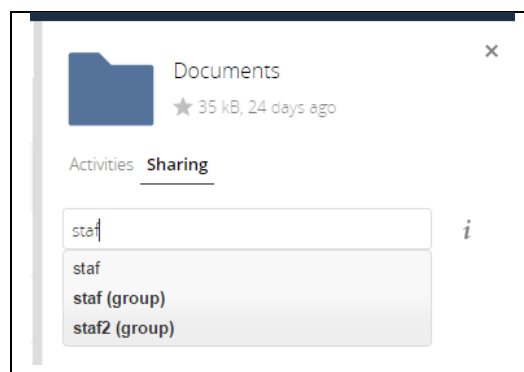 Documents
35 kB, 24 days ago
Activities Sharing
staf
i
staf
staf (group)
staf2 (group)